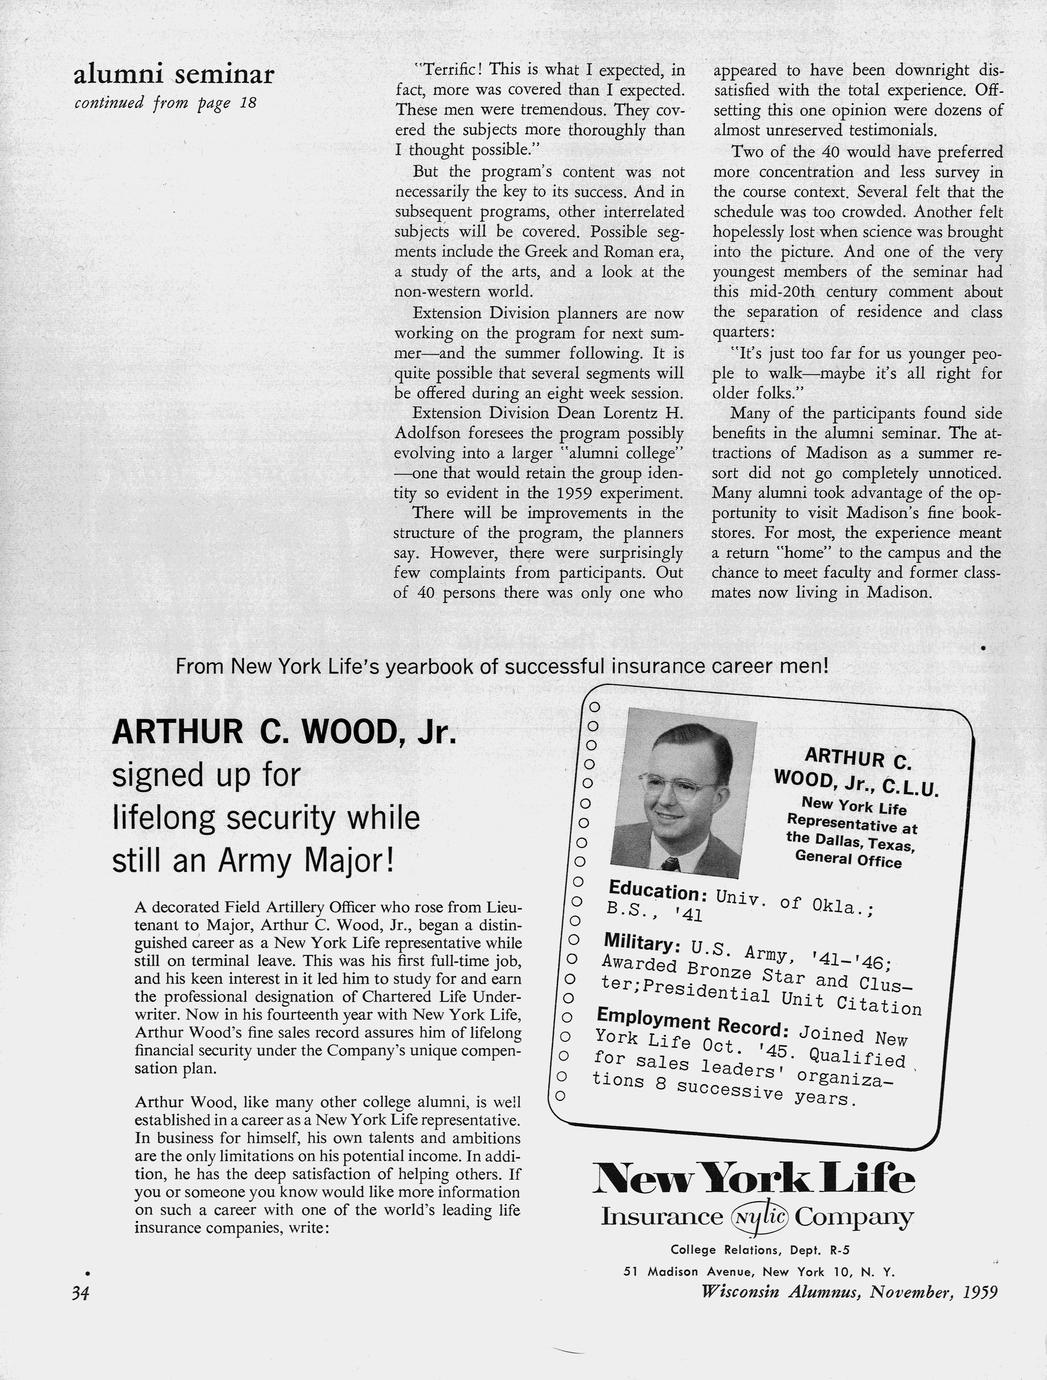 alumni seminar
continued from page 18
"Terrific! This is what I expected, in
fact, more was covered than I expected.
These men were tremendous. They cov-
ered the subjects more thoroughly than
I thought possible."
But the program's content was not
necessarily the key to its success. And in
subsequent programs, other interrelated
subjects will be covered. Possible seg-
ments include the Greek and Roman era,
a study of the arts, and a look at the
non-western world.
Extension Division planners are now
working on the program for next sum-
mer—and the summer following. It is
quite possible that several segments will
be offered during an eight week session.
Extension Division Dean Lorentz H.
Adolfson foresees the program possibly
evolving into a larger "alumni college"
—one that would retain the group iden-
tity so evident in the 1959 experiment.
There will be improvements in the
structure of the program, the planners
say. However, there were surprisingly
few complaints from participants. Out
of 40 persons there was only one who
appeared to have been downright dis-
satisfied with the total experience. Off-
setting this one opinion were dozens of
almost unreserved testimonials.
Two of the 40 would have preferred
more concentration and less survey in
the course context. Several felt that the
schedule was too crowded. Another felt
hopelessly lost when science was brought
into the picture. And one of the very
youngest members of the seminar had
this mid-20th century comment about
the separation of residence and class
quarters:
"It's just too far for us younger peo-
ple to walk—maybe it's all right for
older folks."
Many of the participants found side
benefits in the alumni seminar. The at-
tractions of Madison as a summer re-
sort did not go completely unnoticed.
Many alumni took advantage of the op-
portunity to visit Madison's fine book-
stores. For most, the experience meant
a return "home" to the campus and the
chance to meet faculty and former class-
mates now living in Madison.
From New York Life's yearbook of successful insurance career men!
ARTHUR C. WOOD, Jr.
signed up for
lifelong security while
still an Army Major!
A decorated Field Artillery Officer who rose from Lieu-
tenant to Major, Arthur C. Wood, Jr., began a distin-
guished career as a New York Life representative while
still on terminal leave. This was his first full-time job,
and his keen interest in it led him to study for and earn
the professional designation of Chartered Life Under-
writer. Now in his fourteenth year with New York Life,
Arthur Wood's fine sales record assures him of lifelong
financial security under the Company's unique compen-
sation plan.
Arthur Wood, like many other college alumni, is well
established in a career as a New York Life representative.
In business for himself, his own talents and ambitions
are the only limitations on his potential income. In addi-
tion, he has the deep satisfaction of helping others. If
you or someone you know would like more information
on such a career with one of the world's leading life
insurance companies, write:
ARTHUR C.
WOOD, Jr., C.L.U.
New York Life
Representative at
the Dallas, Texas,
General Office
Education: Univ. of Okla.;
B.S., '41
Military: U.S. Army, '41-'46;
Awarded Bronze Star and Clus-
ter;Presidential Unit Citation
Employment Record: Joined New
York Life Oct. '45. Qualified
for sales leaders' organiza-
tions 8 successive years.
New York Life
Insurance Nylic Company
College Relations, Dept. R-5
51 Madison Avenue, New York 10, N. Y.
34
Wisconsin Alumnus, November, 1959